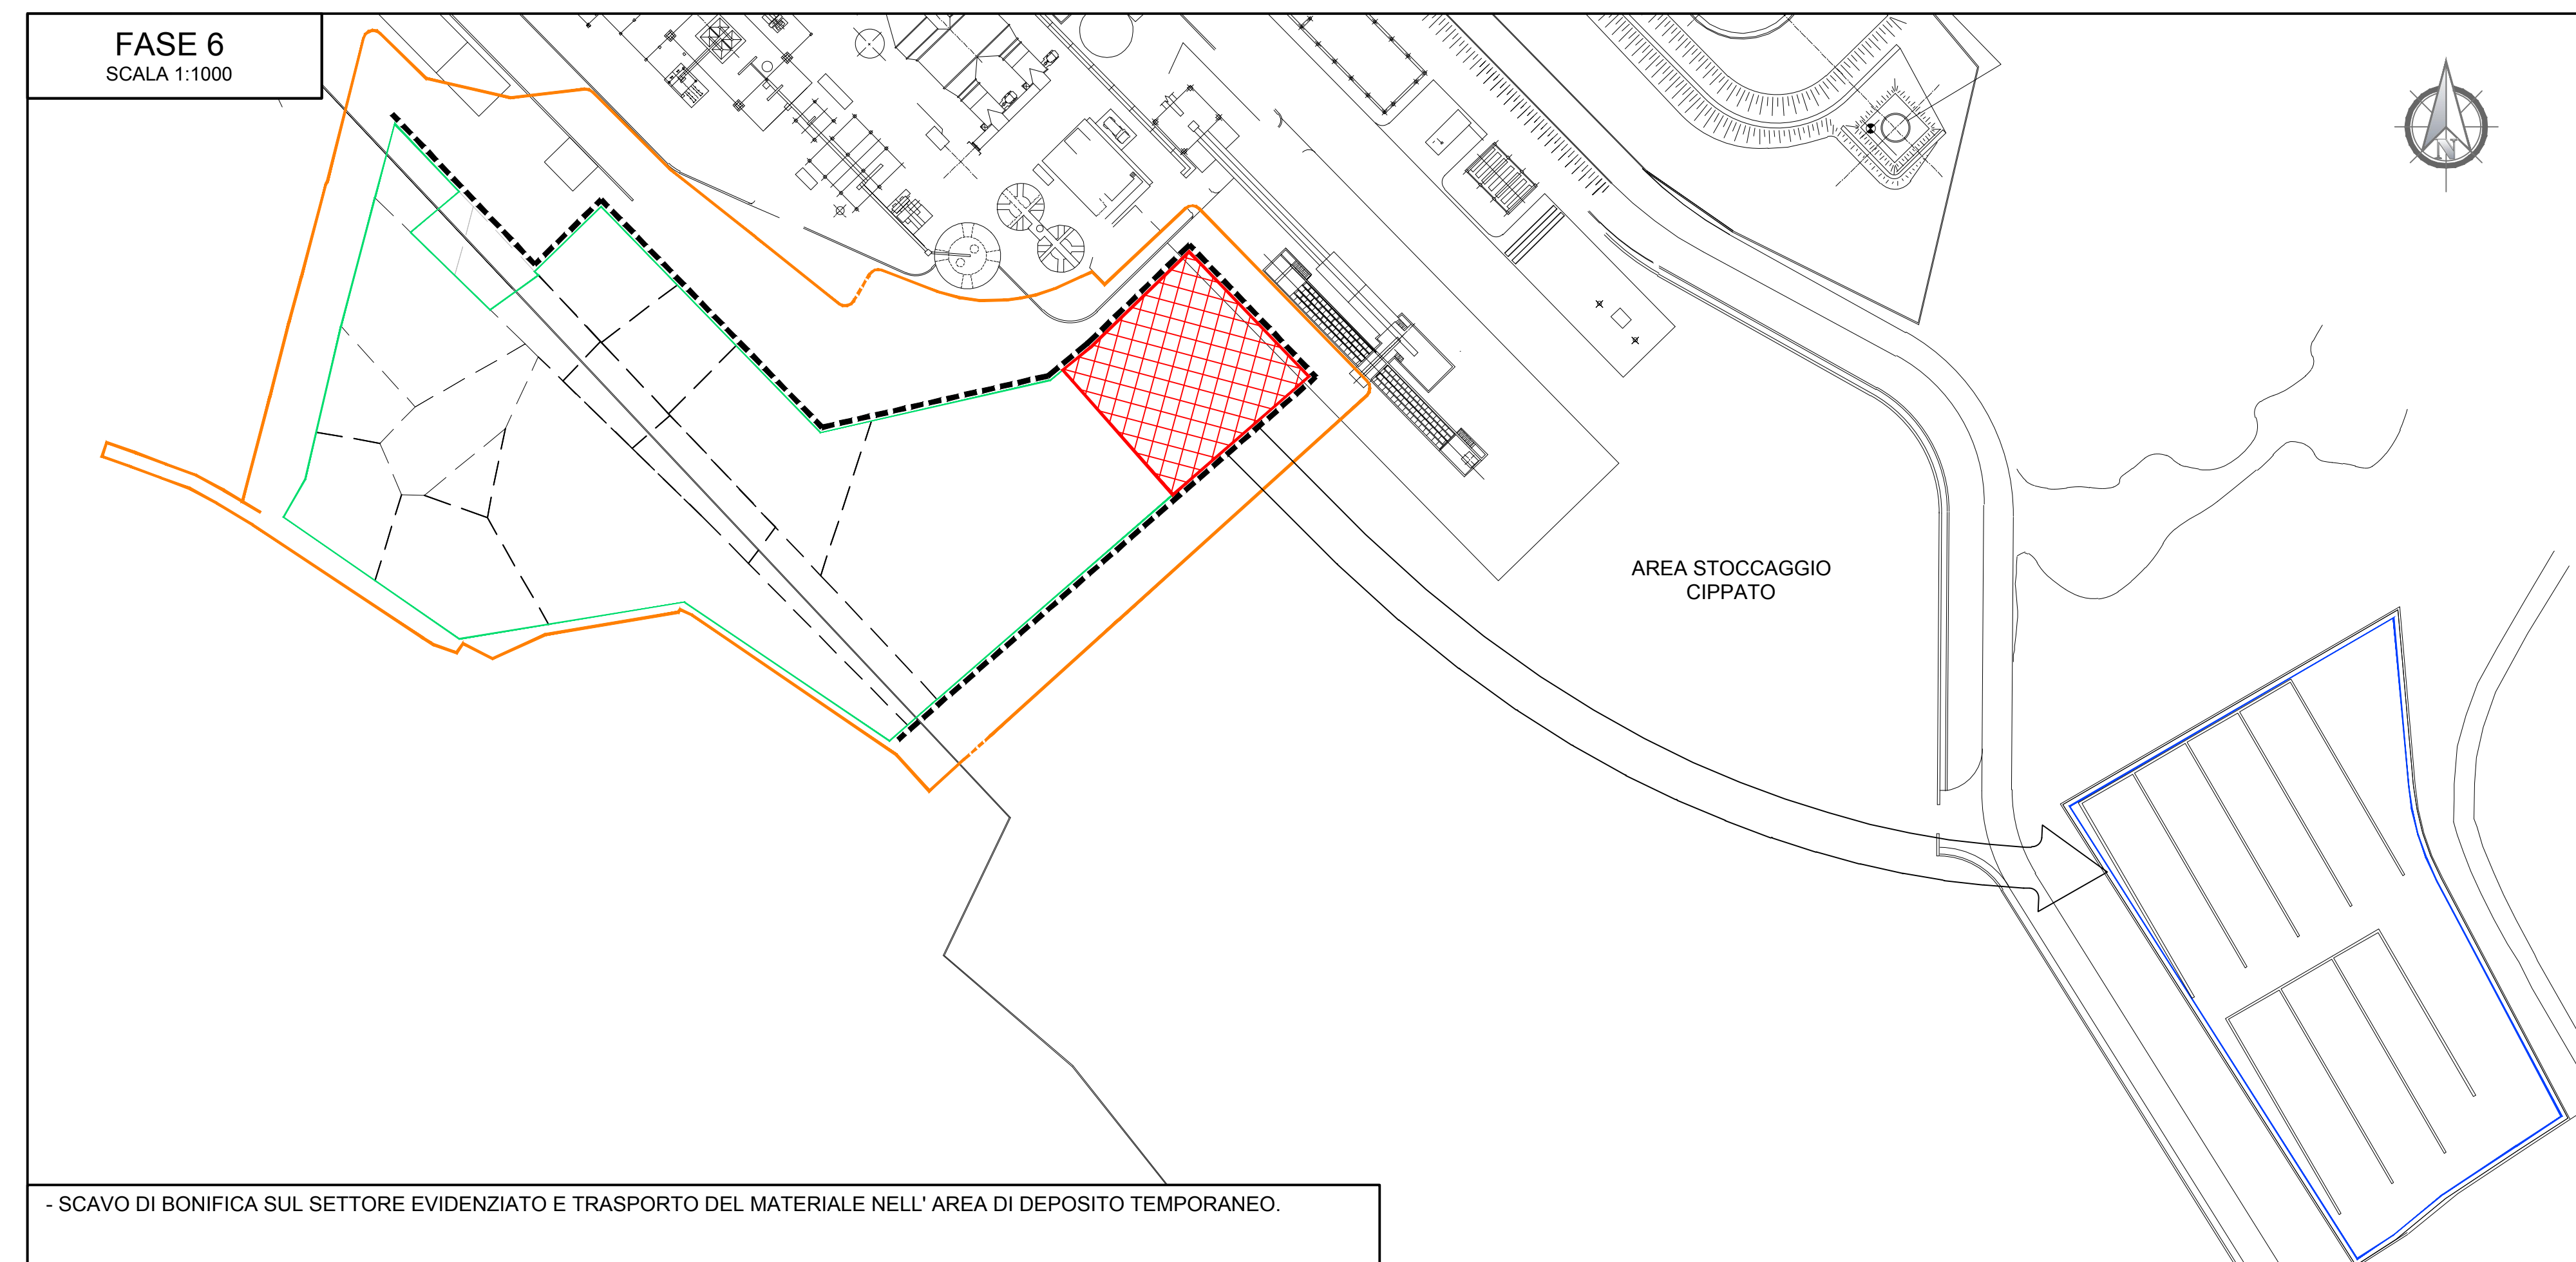 FASE 6
SCALA 1:1000
N
AREA STOCCAGGIO
CIPPATO
- SCAVO DI BONIFICA SUL SETTORE EVIDENZIATO E TRASPORTO DEL MATERIALE NELL' AREA DI DEPOSITO TEMPORANEO.